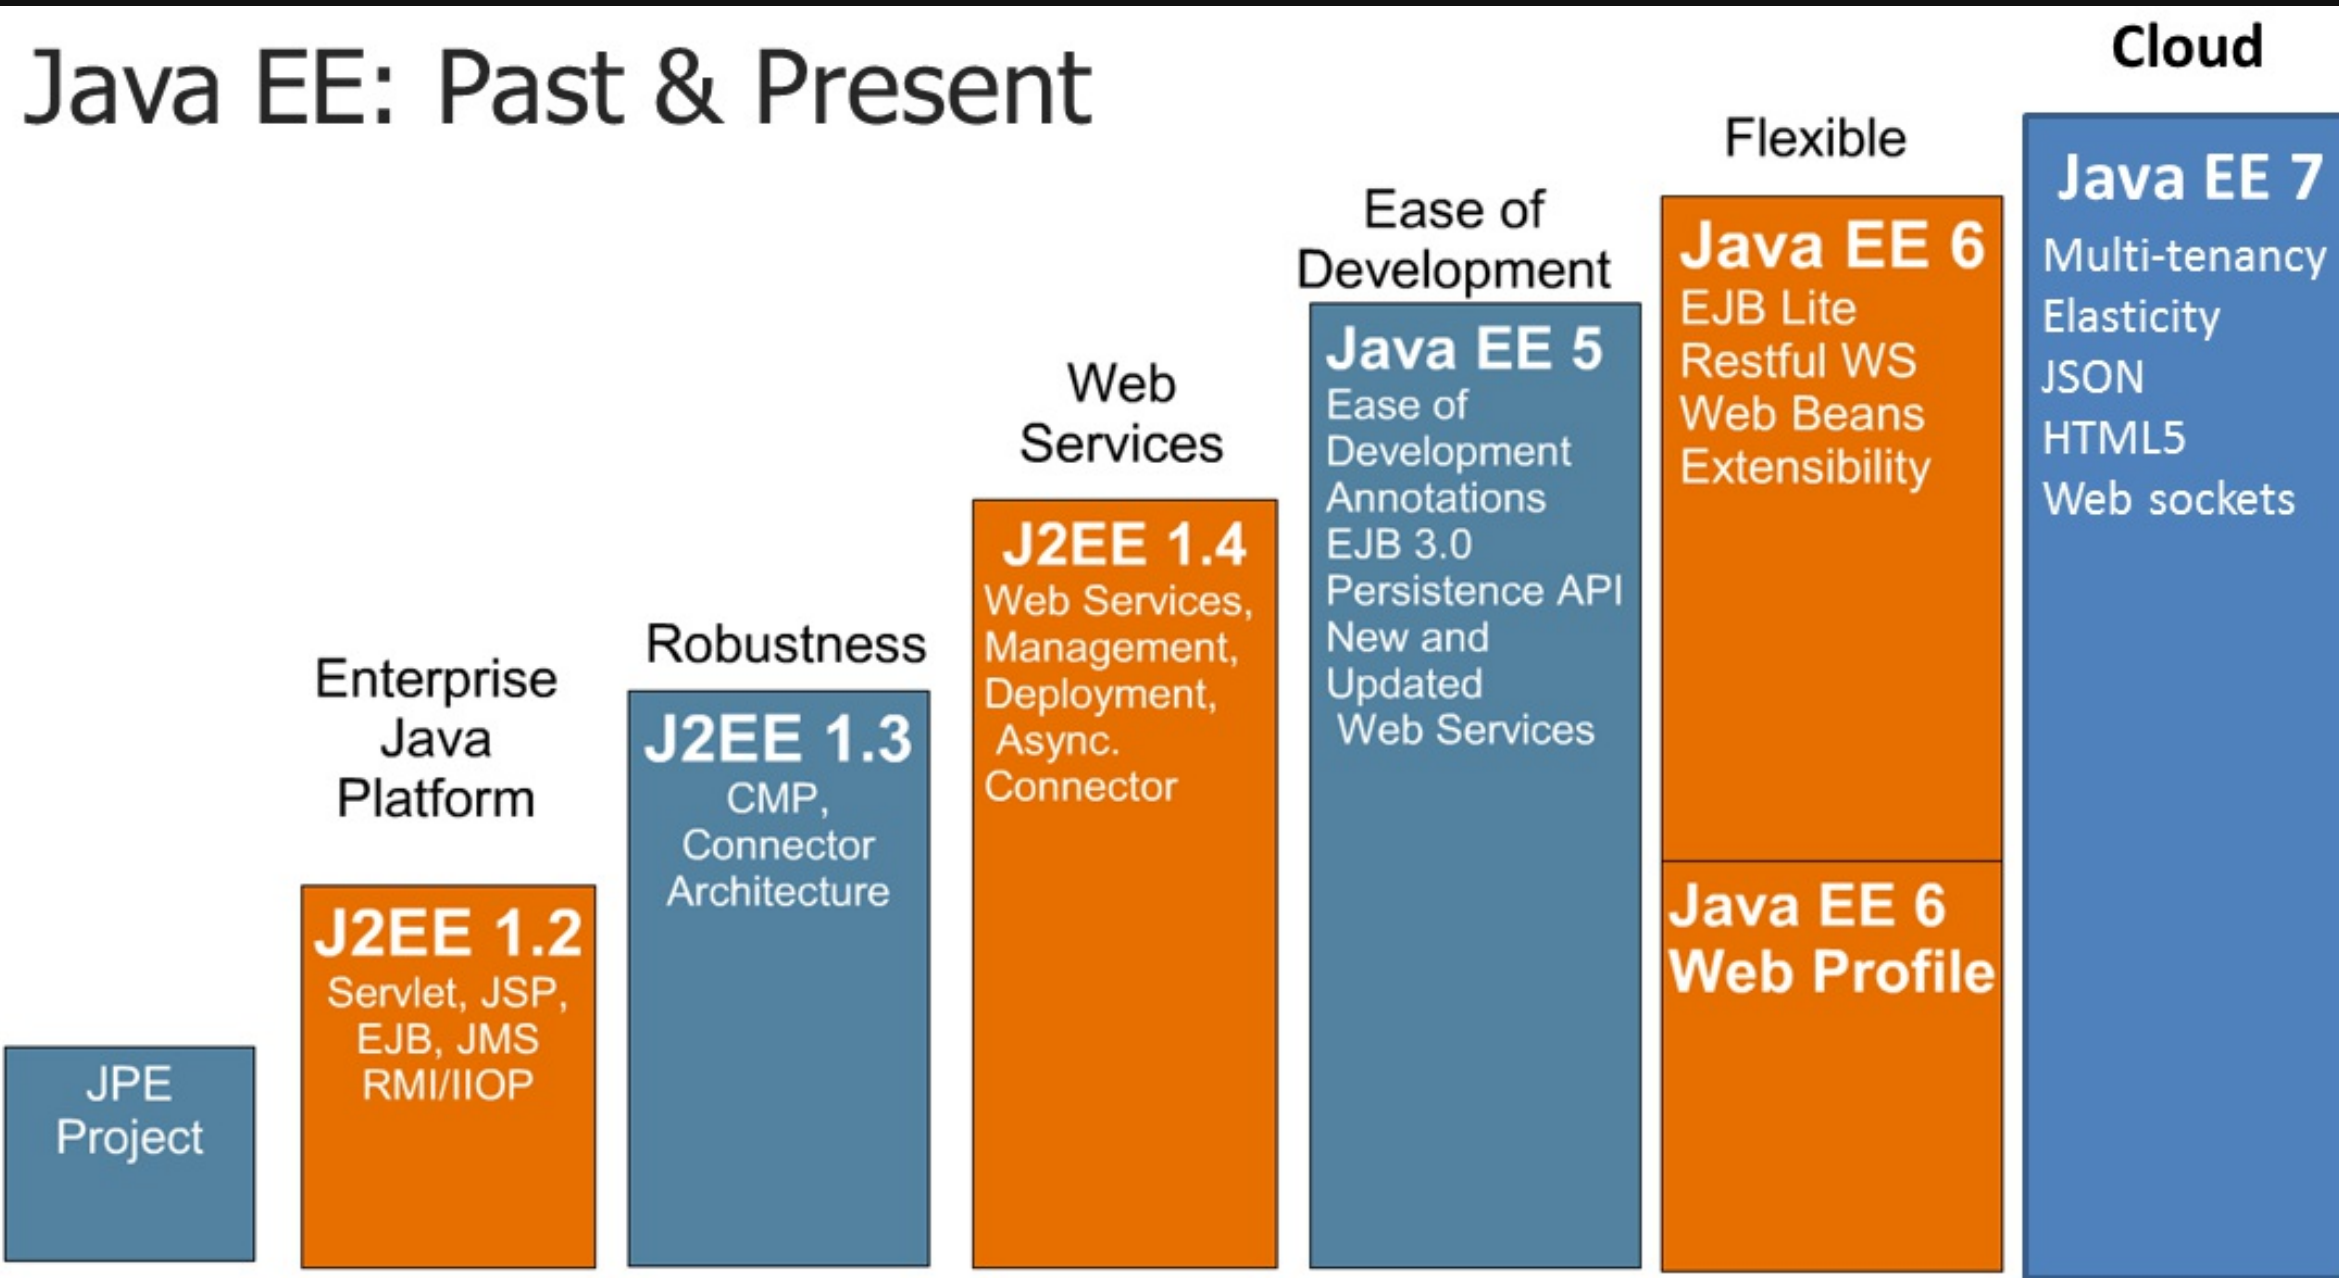 Java EE: Past & Present
JPE
Project
Enterprise
Java
Platform
J2EE 1.2
Servlet, JSP,
EJB, JMS
RMI/IIOP
Robustness
J2EE 1.3
CMP,
Connector
Architecture
Web
Services
J2EE 1.4
Web Services,
Management,
Deployment,
Async.
Connector
Ease of
Development
Java EE 5
Ease of
Development
Annotations
EJB 3.0
Persistence API
New and
Updated
Web Services
Flexible
Java EE 6
EJB Lite
Restful WS
Web Beans
Extensibility
Java EE 6
Web Profile
Cloud
Java EE 7
Multi-tenancy
Elasticity
JSON
HTML5
Web sockets